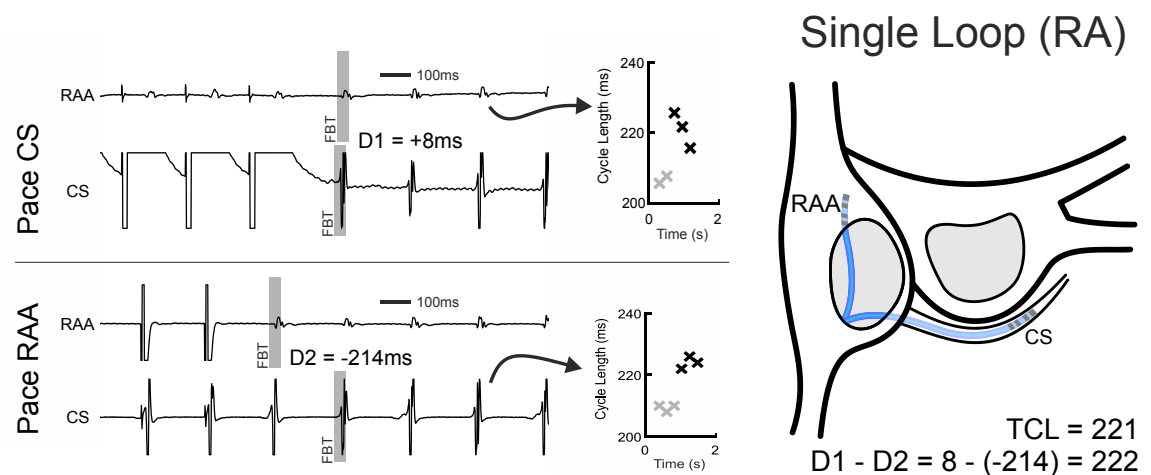 Single Loop (RA)
Pace CS
RAA
100ms
FBT
D1 = +8ms
CS
FBT
Cycle Length (ms)
240
220
200
0
2
Time (s)
Pace RAA
RAA
100ms
FBT
D2 = -214ms
CS
FBT
Cycle Length (ms)
240
220
200
0
2
Time (s)
RAA
CS
TCL = 221
D1 - D2 = 8 - (-214) = 222